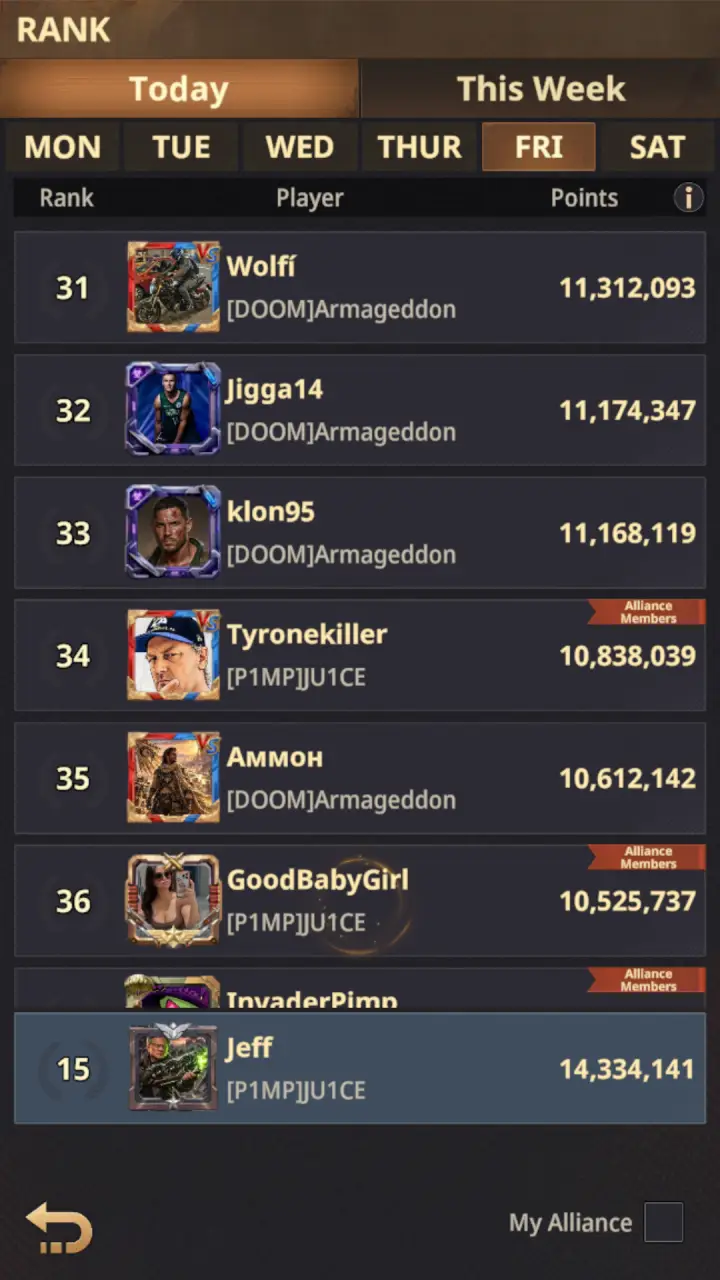 RANK
Today
This Week
MON TUE WED THUR FRI SAT
Rank Player Points i
31 Wolfí 11,312,093
[DOOM]Armageddon
32 Jigga14 11,174,347
[DOOM]Armageddon
33 klon95 11,168,119
[DOOM]Armageddon
Alliance
Members
34 Tyronekiller 10,838,039
[P1MP]JU1CE
35 Аммон 10,612,142
[DOOM]Armageddon
Alliance
Members
36 GoodBabyGirl 10,525,737
[P1MP]JU1CE
Alliance
Members
InvaderPimp
15 Jeff 14,334,141
[P1MP]JU1CE
My Alliance